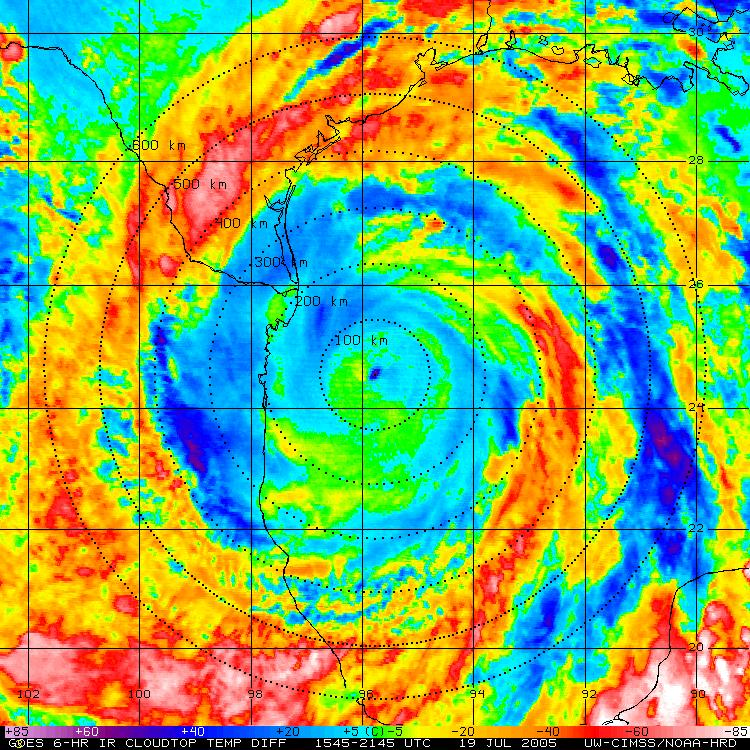 30
600 km
28
500 km
400 km
300 km
26
200 km
100 km
24
22
20
102 100 98 96 94 92 90
+85 +60 +40 +20 +5(C)-5 -20 -40 -60 -85
GOES 6-HR IR CLOUDTOP TEMP DIFF 1545-2145 UTC 19 JUL 2005 UW-CIMSS/NOAA-HRD